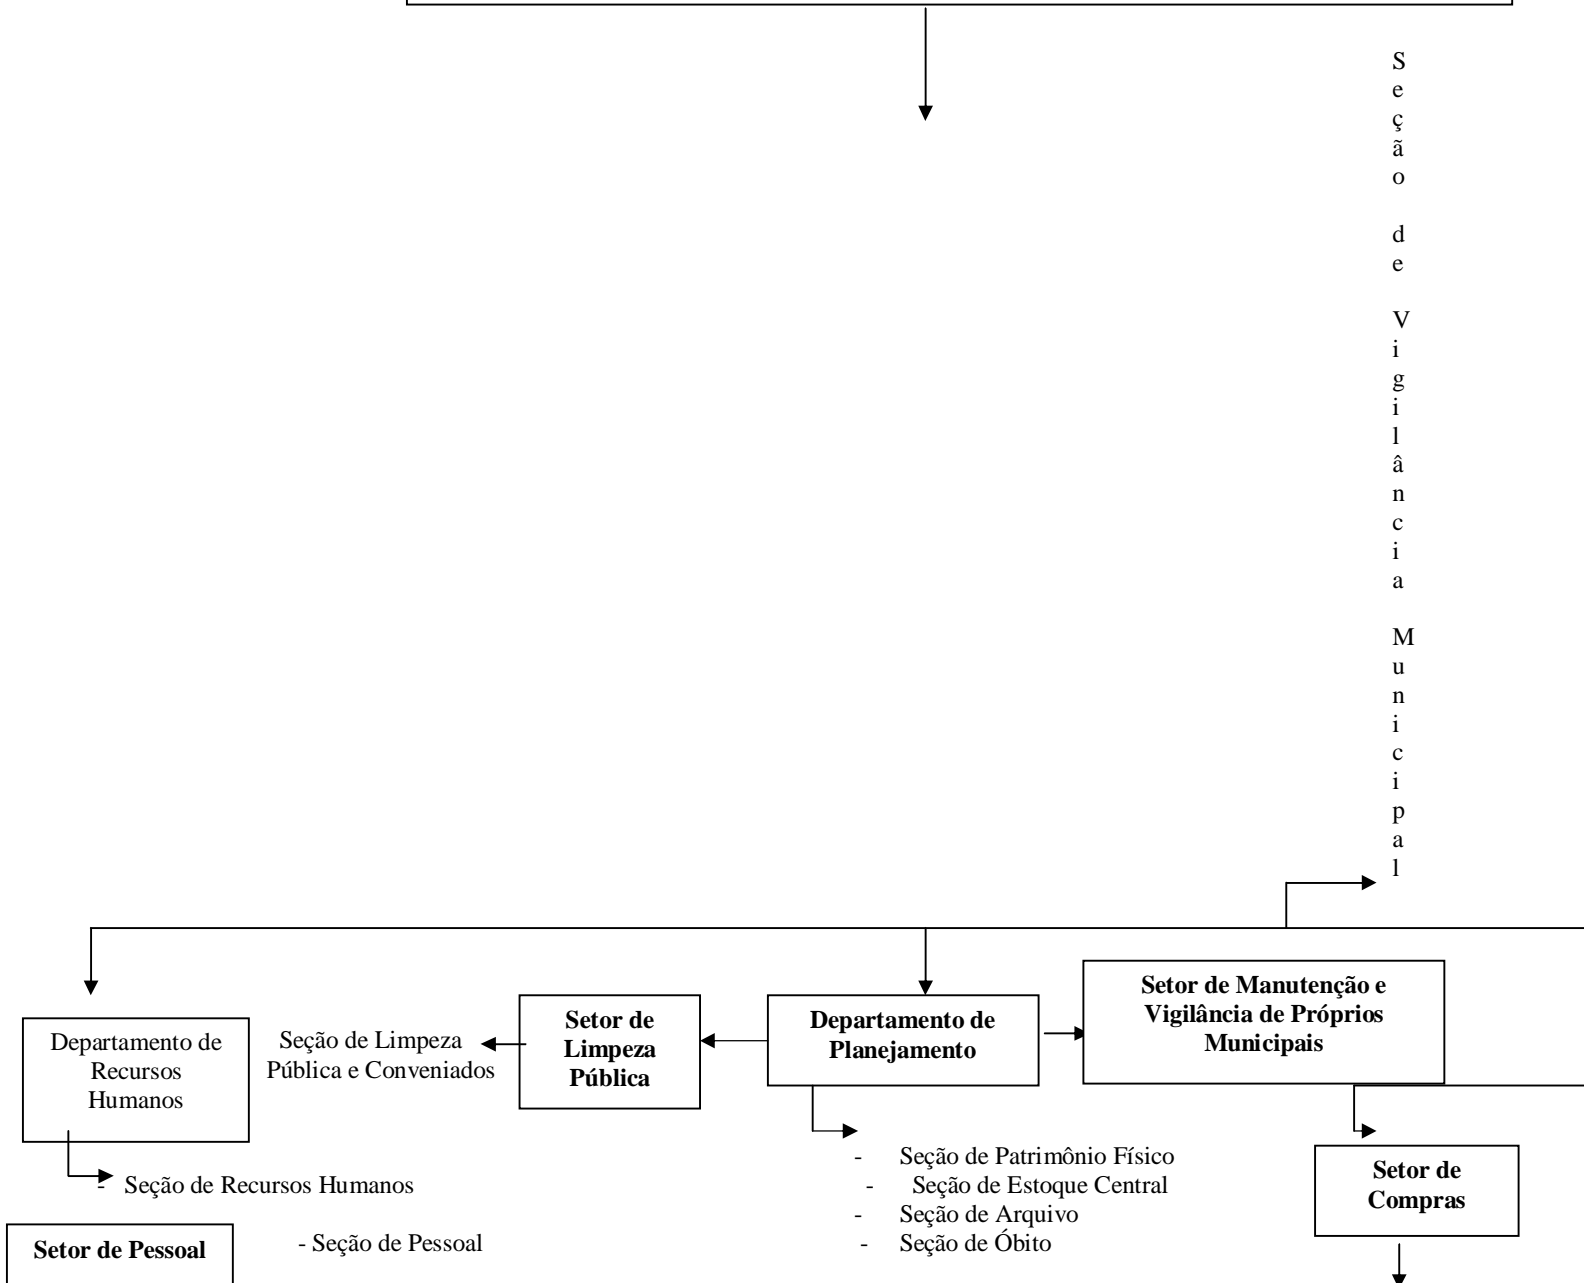 Seção de Vigilância Municipal
Setor de Manutenção e
Vigilância de Próprios
Municipais
Departamento de
Planejamento
Setor de
Limpeza
Pública
Seção de Limpeza
Pública e Conveniados
Departamento de
Recursos
Humanos
- Seção de Recursos Humanos
- Seção de Patrimônio Físico
- Seção de Estoque Central
- Seção de Arquivo
- Seção de Óbito
Setor de
Compras
Setor de Pessoal
- Seção de Pessoal